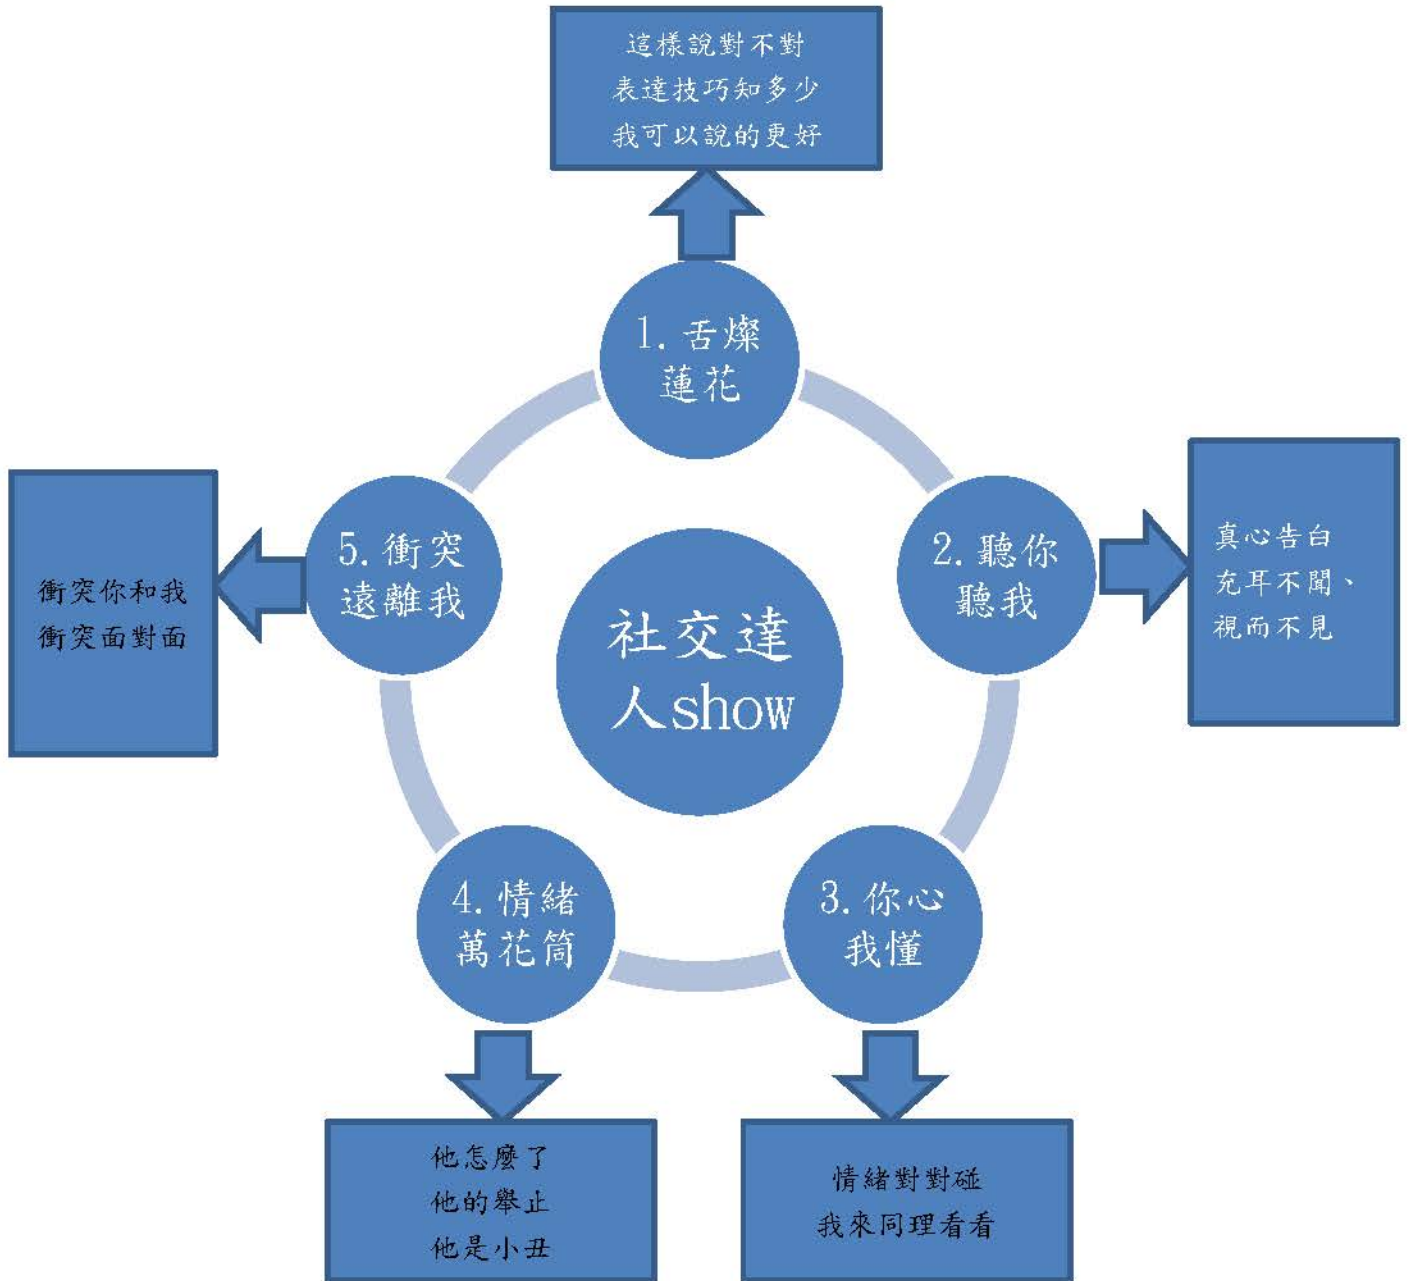 這樣說對不對
表達技巧知多少
我可以說的更好
1. 舌燦
蓮花
2. 聽你
聽我
真心告白
充耳不聞、
視而不見
3. 你心
我懂
情緒對對碰
我來同理看看
4. 情緒
萬花筒
他怎麼了
他的舉止
他是小丑
5. 衝突
遠離我
衝突你和我
衝突面對面
社交達
人show